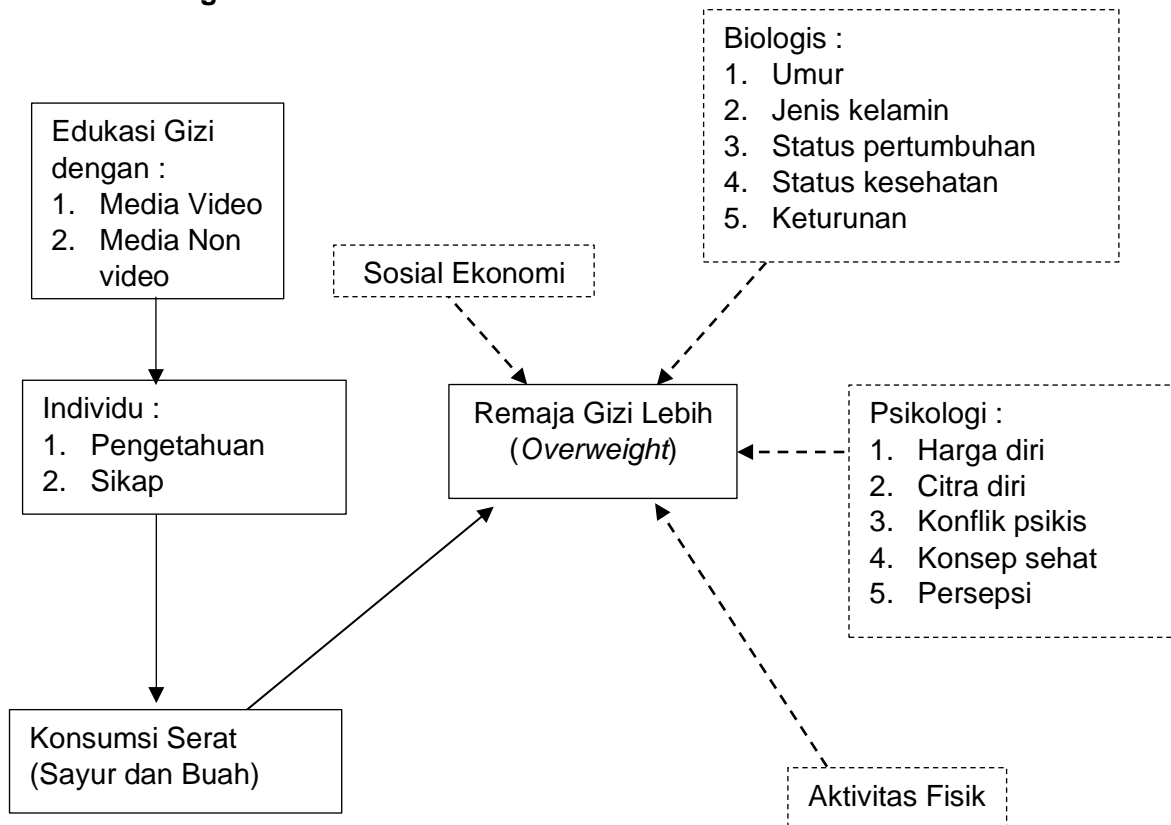 Biologis :
1. Umur
2. Jenis kelamin
3. Status pertumbuhan
4. Status kesehatan
5. Keturunan
Edukasi Gizi
dengan :
1. Media Video
2. Media Non
video
Sosial Ekonomi
Individu :
1. Pengetahuan
2. Sikap
Remaja Gizi Lebih
(Overweight)
Psikologi :
1. Harga diri
2. Citra diri
3. Konflik psikis
4. Konsep sehat
5. Persepsi
Konsumsi Serat
(Sayur dan Buah)
Aktivitas Fisik